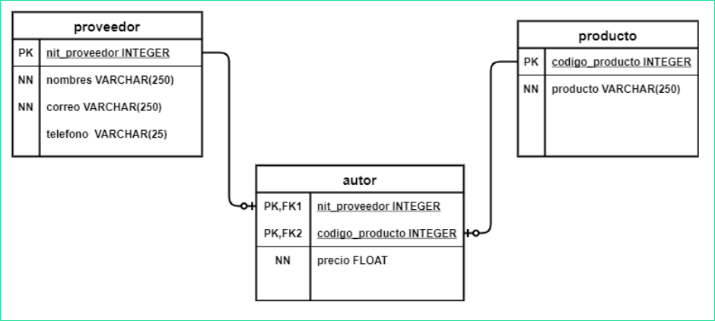 proveedor
PK nit_proveedor INTEGER
NN nombres VARCHAR(250)
NN correo VARCHAR(250)
telefono VARCHAR(25)
producto
PK codigo_producto INTEGER
NN producto VARCHAR(250)
autor
PK,FK1 nit_proveedor INTEGER
PK,FK2 codigo_producto INTEGER
NN precio FLOAT